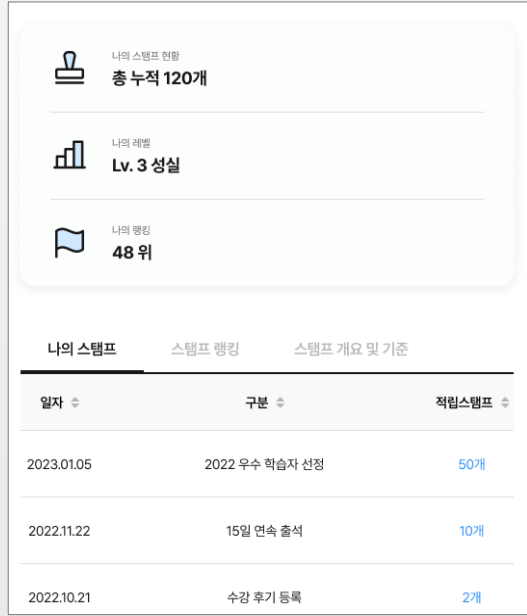 나의 스탬프 현황
총 누적 120개
나의 레벨
Lv. 3 성실
나의 랭킹
48 위
나의 스탬프 스탬프 랭킹 스탬프 개요 및 기준
일자 구분 적립스탬프
2023.01.05 2022 우수 학습자 선정 50개
2022.11.22 15일 연속 출석 10개
2022.10.21 수강 후기 등록 2개